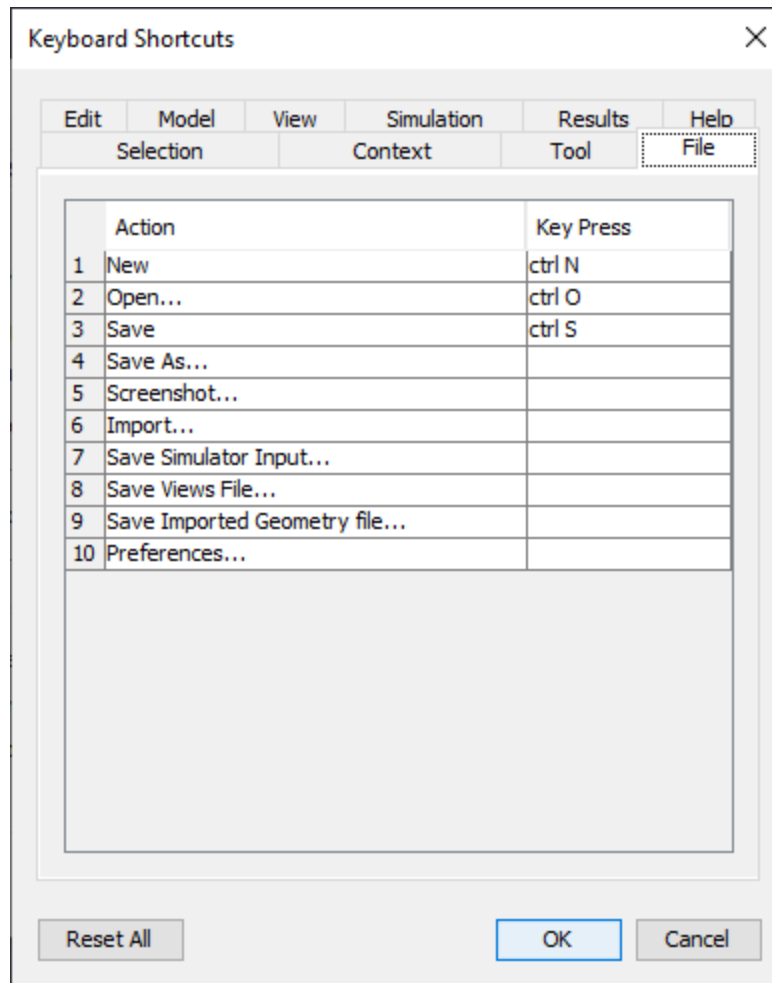 Keyboard Shortcuts
Edit Model View Simulation Results Help
Selection Context Tool File
Action Key Press
1 New ctrl N
2 Open... ctrl O
3 Save ctrl S
4 Save As...
5 Screenshot...
6 Import...
7 Save Simulator Input...
8 Save Views File...
9 Save Imported Geometry file...
10 Preferences...
Reset All OK Cancel